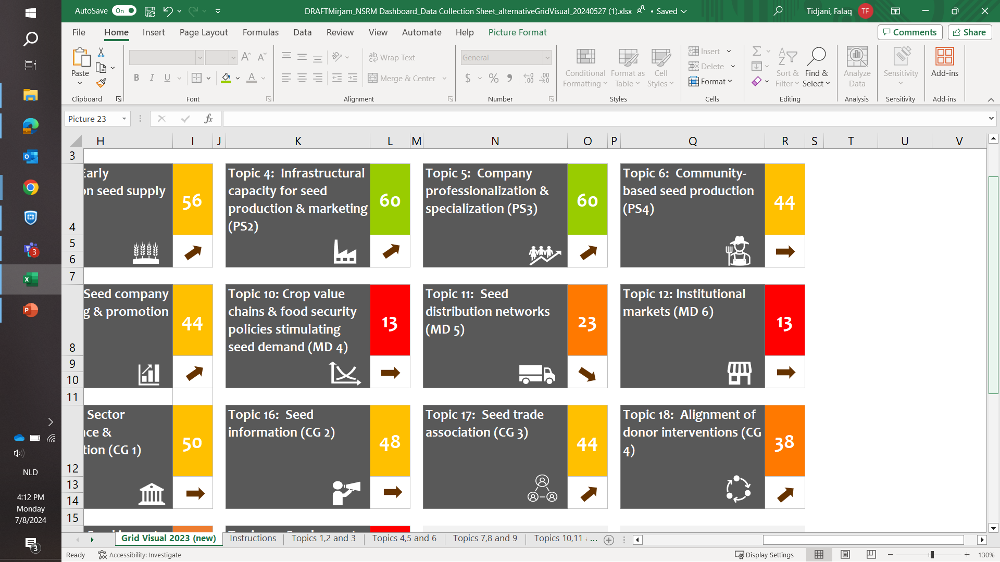 AutoSave On DRAFTMirjam_NSRM Dashboard_Data Collection Sheet_alternativeGridVisual_20240527 (1).xlsx • Saved Tidjani, Falaq TF
File Home Insert Page Layout Formulas Data Review View Automate Help Picture Format Comments Share
Paste
Wrap Text
Merge & Center
General
Conditional Formatting
Format as Table
Cell Styles
Insert
Delete
Format
Sort & Filter
Find & Select
Analyze Data
Sensitivity
Add-ins
Clipboard Font Alignment Number Styles Cells Editing Analysis Sensitivity Add-ins
Picture 23 fx
H I J K L M N O P Q R S T U V
3
4
5
6
7
8
9
10
11
12
13
14
15
Early
on seed supply
56
Topic 4: Infrastructural
capacity for seed
production & marketing
(PS2)
60
Topic 5: Company
professionalization &
specialization (PS3)
60
Topic 6: Community-
based seed production
(PS4)
44
Seed company
g & promotion
44
Topic 10: Crop value
chains & food security
policies stimulating
seed demand (MD 4)
13
Topic 11: Seed
distribution networks
(MD 5)
23
Topic 12: Institutional
markets (MD 6)
13
Sector
nce &
tion (CG 1)
50
Topic 16: Seed
information (CG 2)
48
Topic 17: Seed trade
association (CG 3)
44
Topic 18: Alignment of
donor interventions (CG
4)
38
Grid Visual 2023 (new) Instructions Topics 1,2 and 3 Topics 4,5 and 6 Topics 7,8 and 9 Topics 10,11 ...
Ready Accessibility: Investigate Display Settings 130%
3
NLD
4:12 PM
Monday
7/8/2024
3